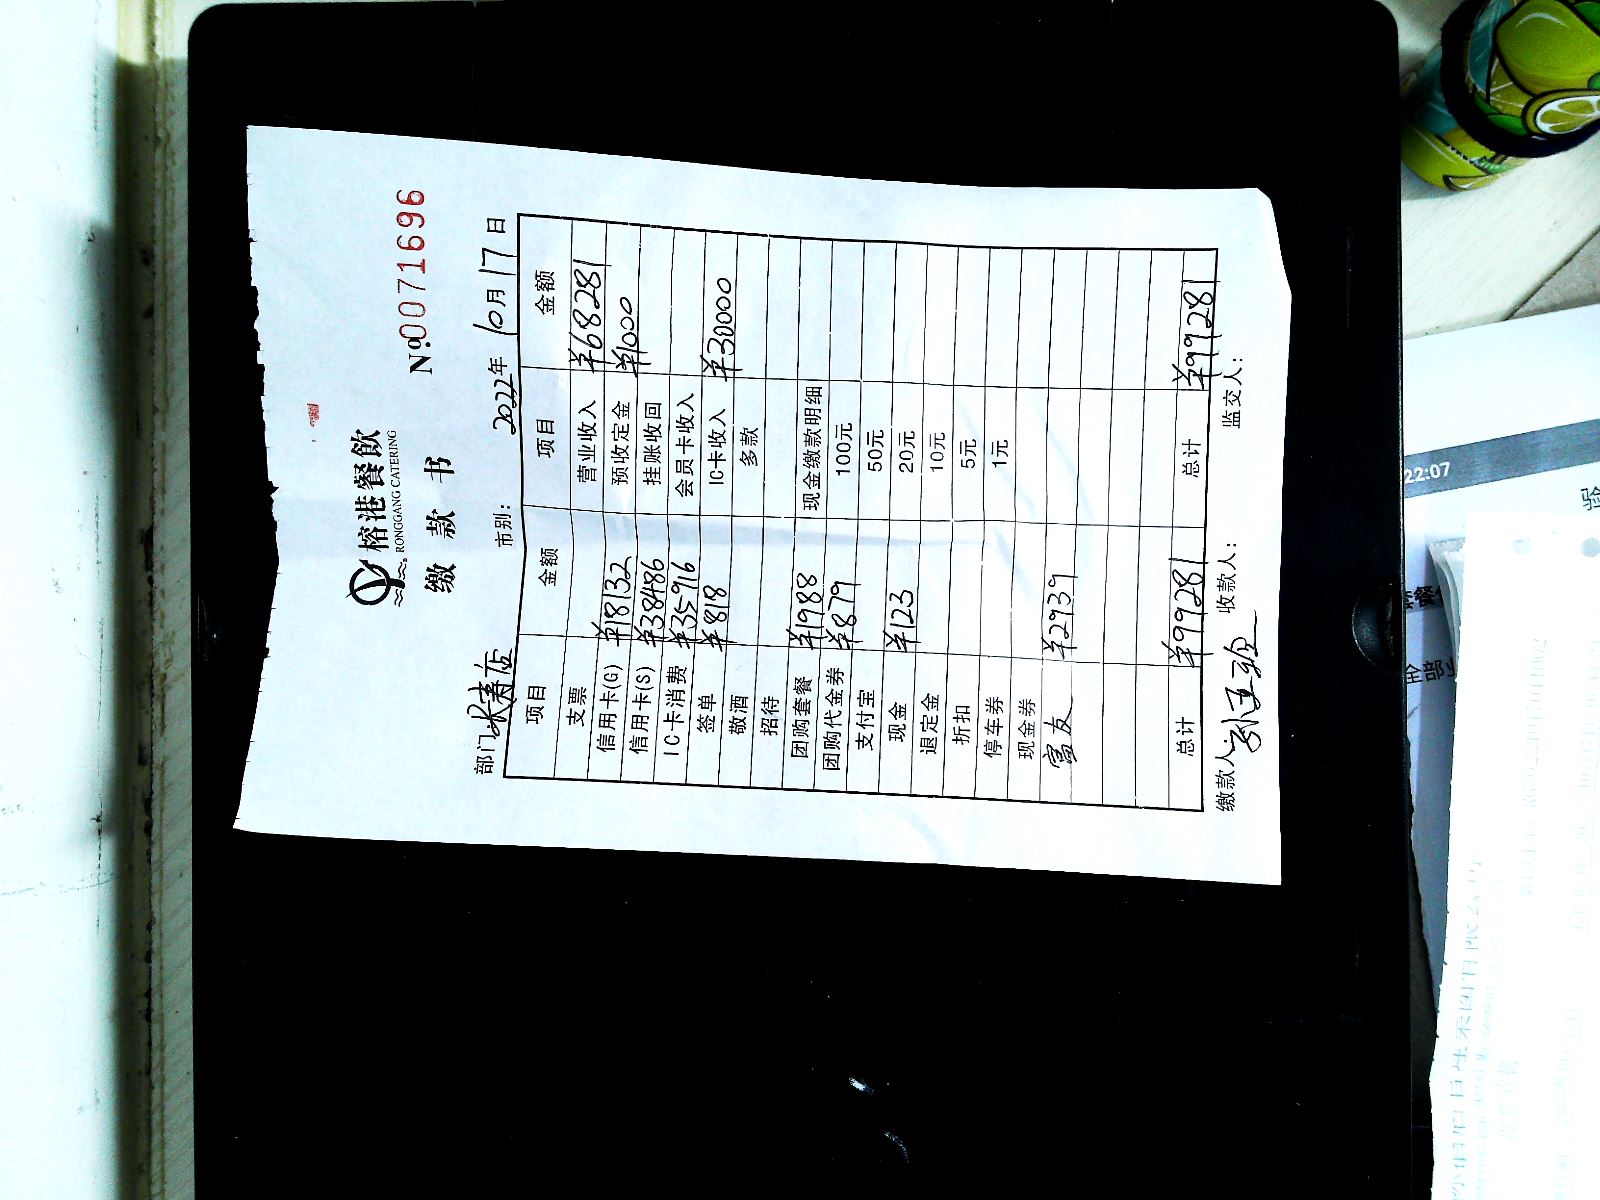 榕港餐飲
RONGGANG CATERING
缴 款 书
Nº.0071696
部门 长寿店 市别: 2022年 10月 17日
项目 金额 项目 金额
支票 营业收入 ¥68281
信用卡(G) ¥18132 预收定金 ¥1000
信用卡(S) ¥38486 挂账收回
IC卡消费 ¥35916 会员卡收入
签单 ¥818 IC卡收入 ¥30000
敬酒 多款
招待
团购套餐 ¥1988 现金缴款明细
团购代金券 ¥879 100元
支付宝 50元
现金 ¥123 20元
退定金 10元
折扣 5元
停车券 1元
现金券
富友 ¥2939
总计 ¥99281 总计 ¥99281
缴款人: 收款人: 监交人:
22:07
验